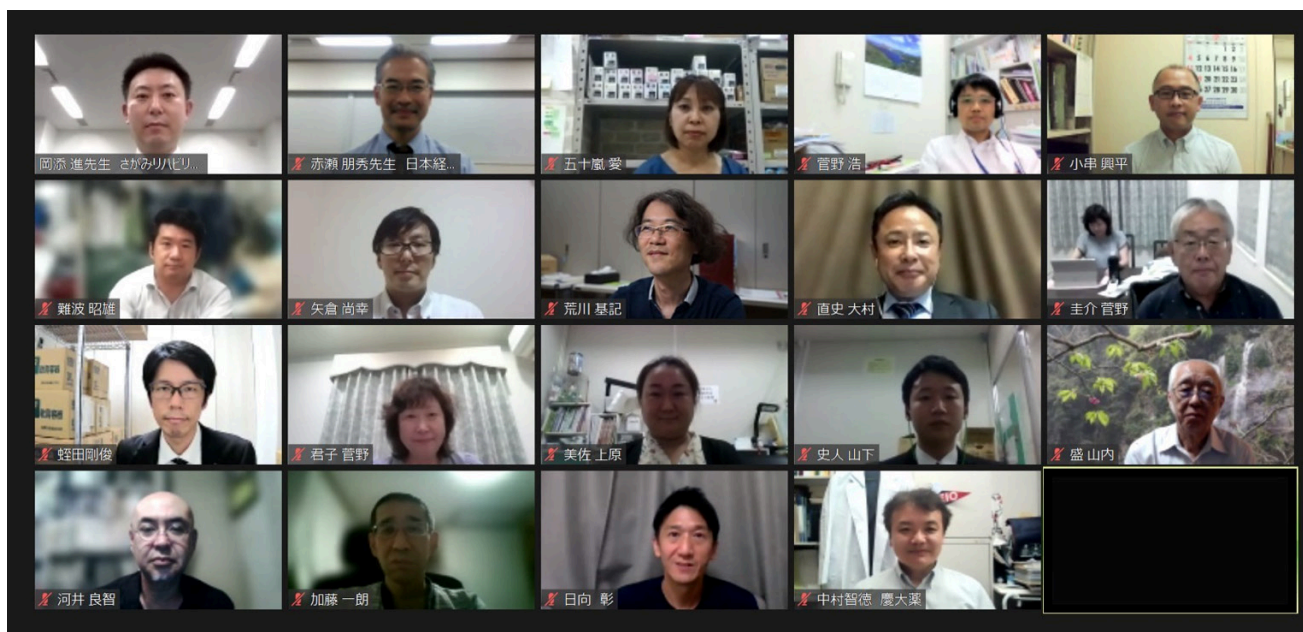 岡添 進先生 さがみリハビリ...
赤瀬 朋秀先生 日本経...
五十嵐 愛
菅野 浩
小串 興平
難波 昭雄
矢倉 尚幸
荒川 基記
直史 大村
圭介 菅野
蛭田剛俊
君子 菅野
美佐 上原
史人 山下
盛 山内
河井 良智
加藤 一朗
日向 彰
中村智徳 慶大薬